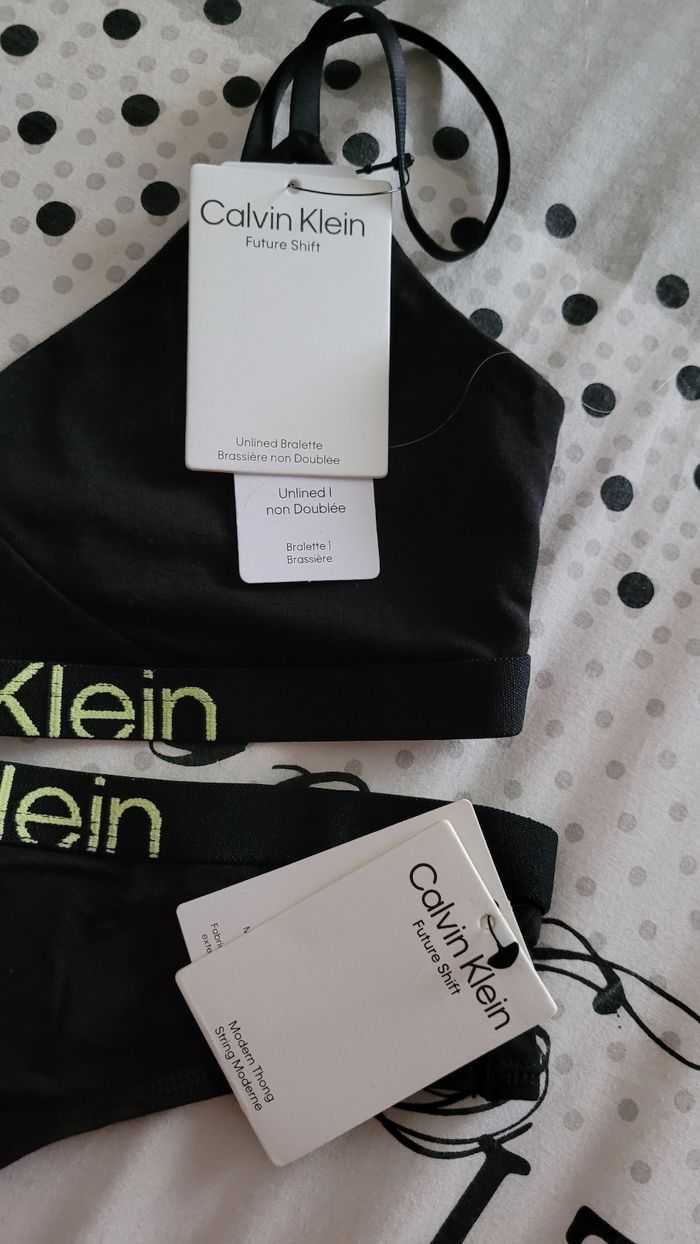 Calvin Klein
Future Shift
Unlined Bralette
Brassière non Doublée
Unlined |
non Doublée
Bralette |
Brassière
Klein
lein
Calvin Klein
Future Shift
Modern Thong
String Moderne